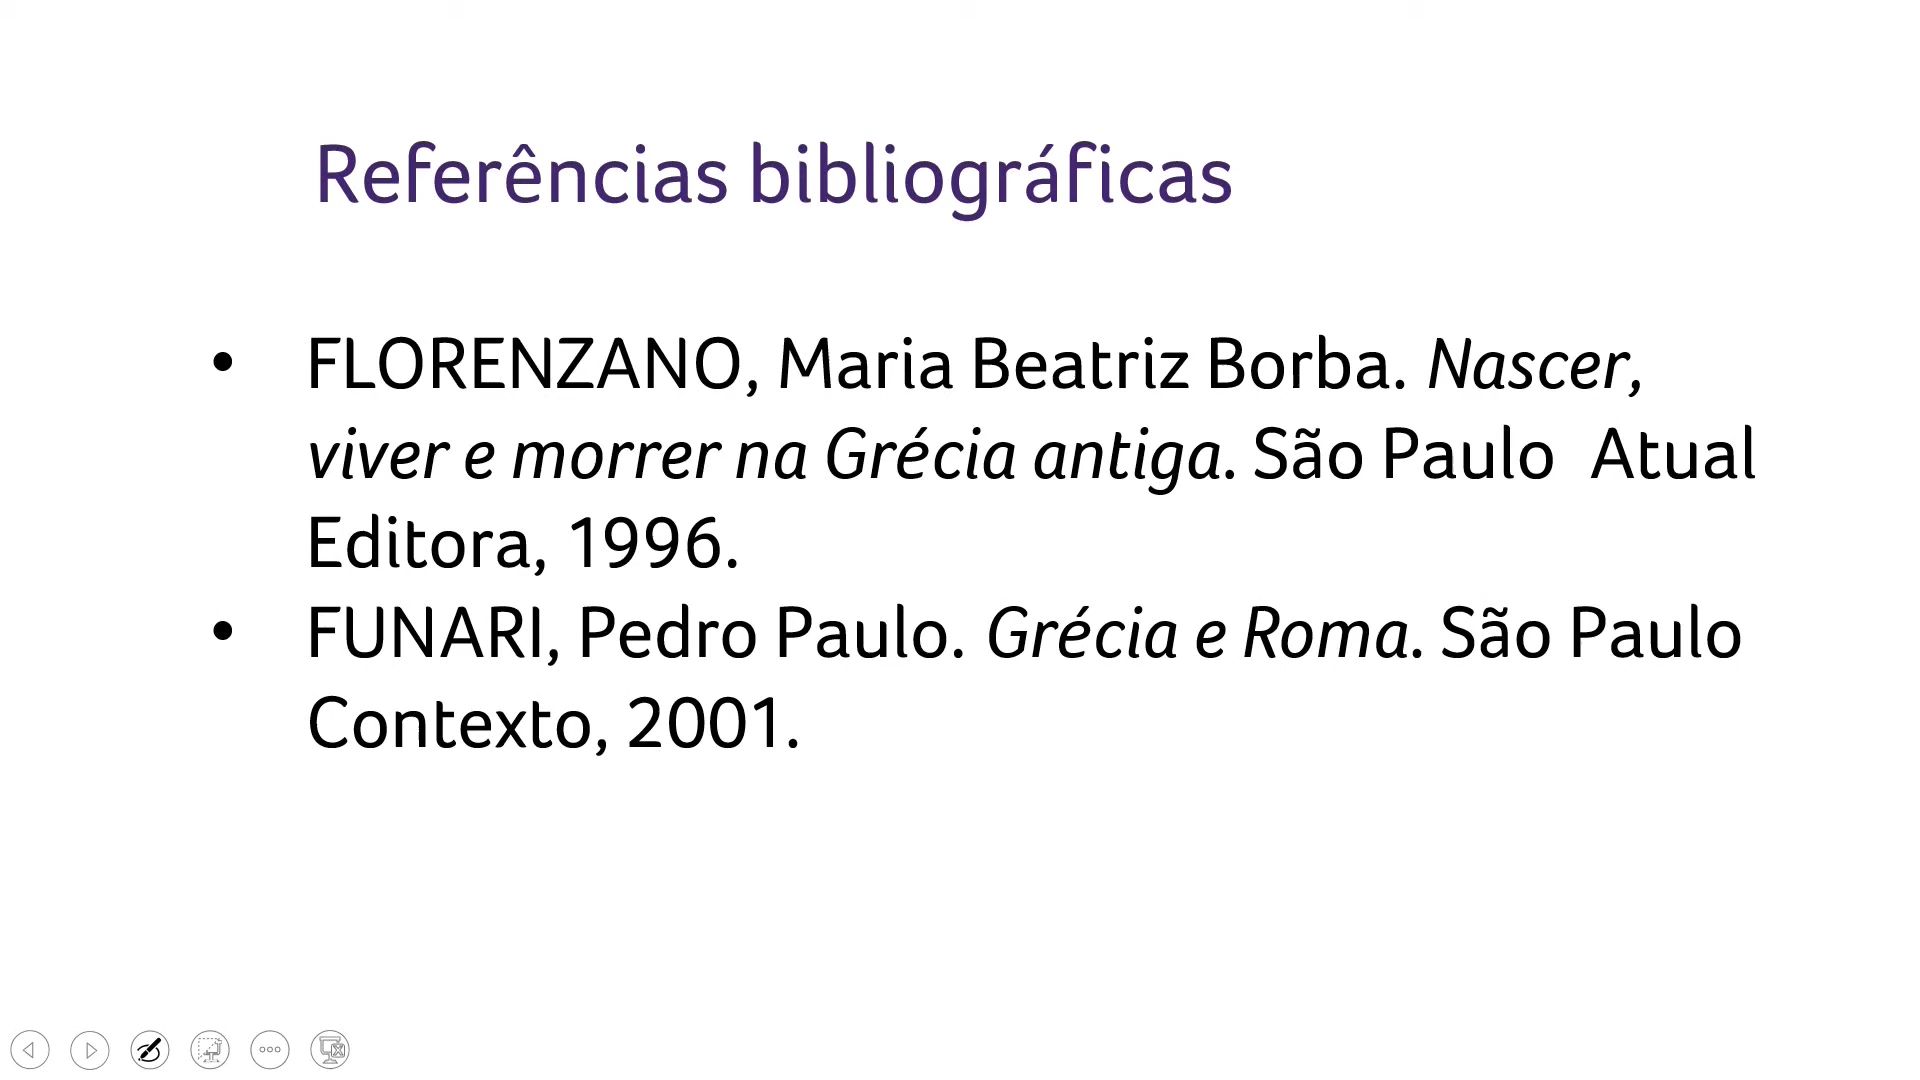 Referências bibliográficas
• FLORENZANO, Maria Beatriz Borba. Nascer,
viver e morrer na Grécia antiga. São Paulo  Atual
Editora, 1996.
• FUNARI, Pedro Paulo. Grécia e Roma. São Paulo
Contexto, 2001.